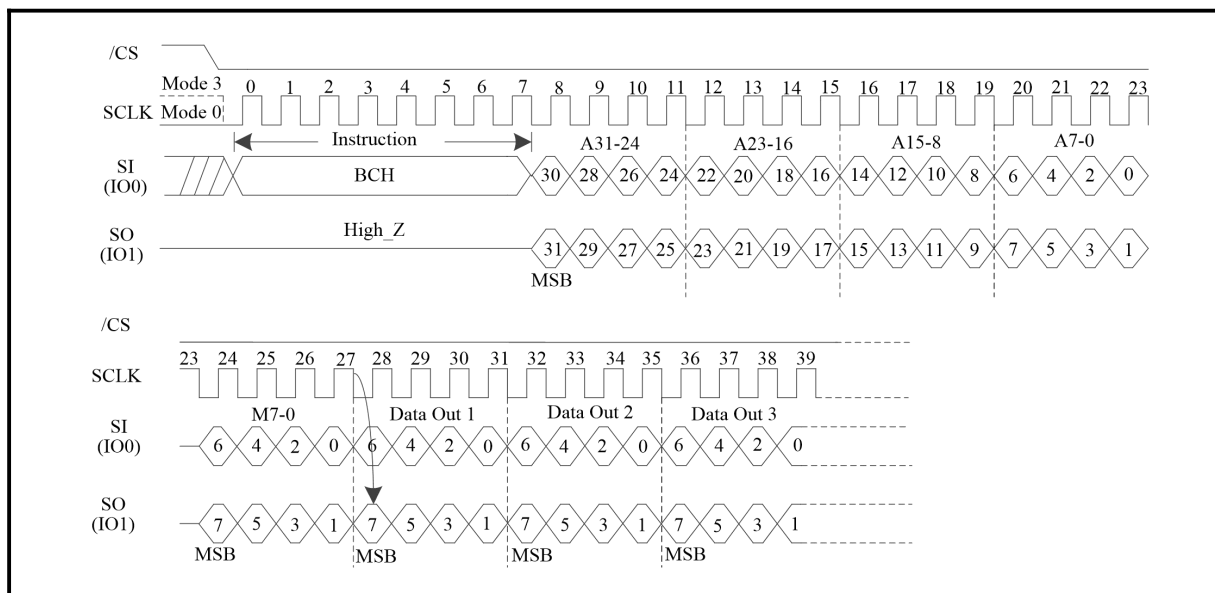 /CS
Mode 3
0 1 2 3 4 5 6 7 8 9 10 11 12 13 14 15 16 17 18 19 20 21 22 23
SCLK Mode 0
Instruction A31-24 A23-16 A15-8 A7-0
SI
(IO0)
BCH 30 28 26 24 22 20 18 16 14 12 10 8 6 4 2 0
High_Z
SO
(IO1)
31 29 27 25 23 21 19 17 15 13 11 9 7 5 3 1
MSB
/CS
23 24 25 26 27 28 29 30 31 32 33 34 35 36 37 38 39
SCLK
M7-0 Data Out 1 Data Out 2 Data Out 3
SI
(IO0)
6 4 2 0 6 4 2 0 6 4 2 0 6 4 2 0
SO
(IO1)
7 5 3 1 7 5 3 1 7 5 3 1 7 5 3 1
MSB MSB MSB MSB